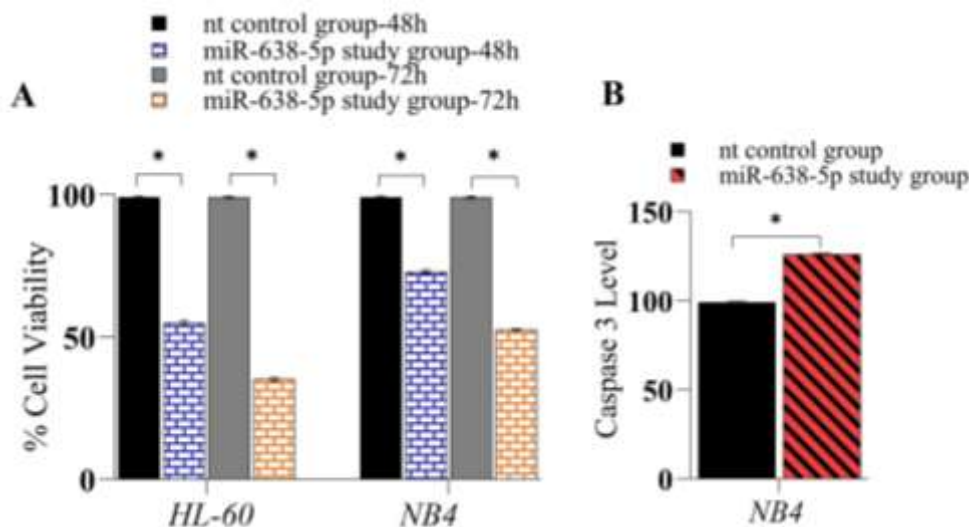 A
nt control group-48h
miR-638-5p study group-48h
nt control group-72h
miR-638-5p study group-72h
* * * *
100
50
0
% Cell Viability
HL-60 NB4
B
nt control group
miR-638-5p study group
*
150
100
50
0
Caspase 3 Level
NB4